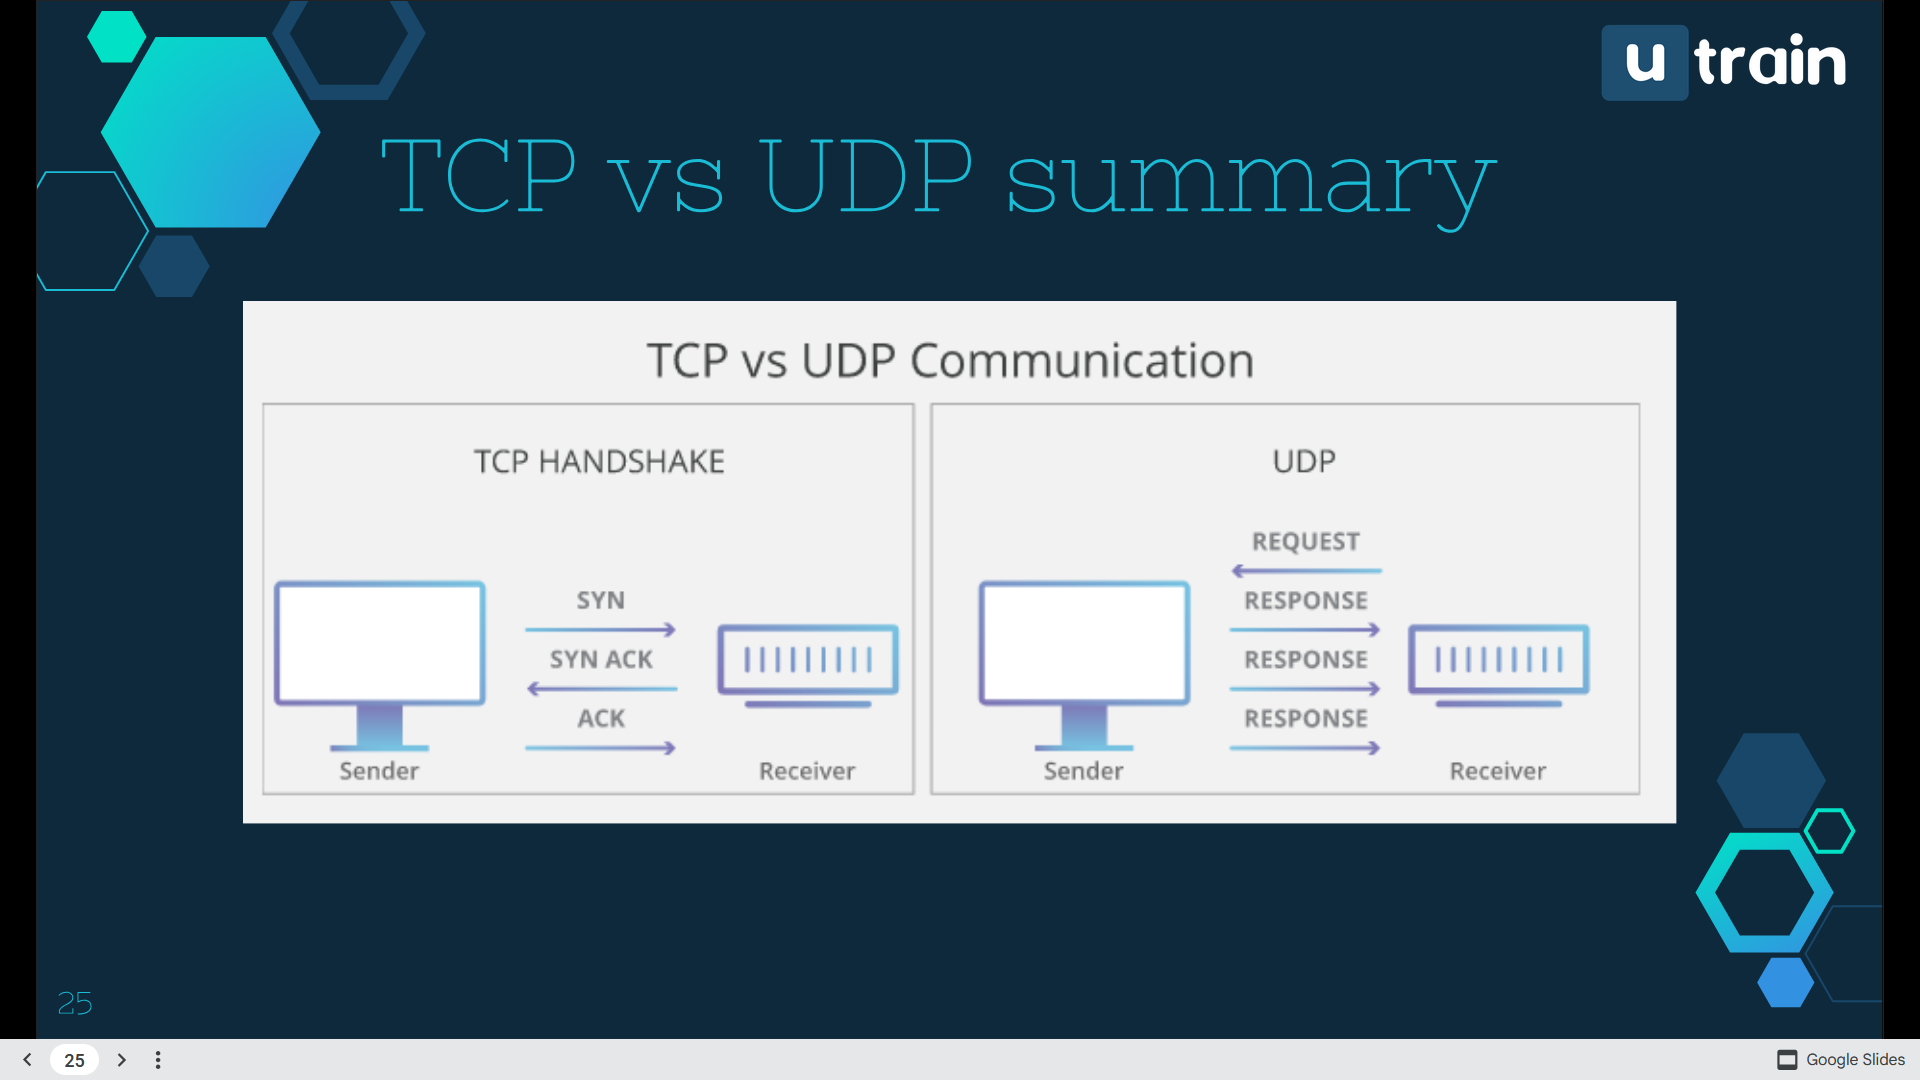 u train
TCP vs UDP summary
TCP vs UDP Communication
TCP HANDSHAKE
SYN
SYN ACK
ACK
Sender
Receiver
UDP
REQUEST
RESPONSE
RESPONSE
RESPONSE
Sender
Receiver
25
25
Google Slides